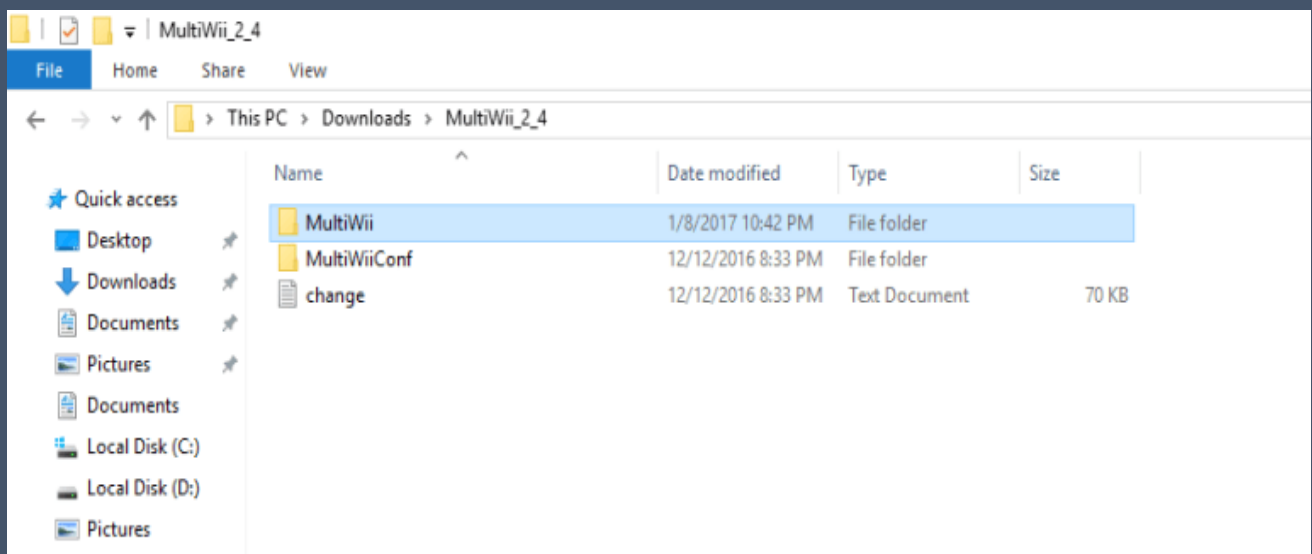 MultiWii_2_4
File Home Share View
This PC > Downloads > MultiWii_2_4
Name Date modified Type Size
Quick access
Desktop
Downloads
Documents
Pictures
Documents
Local Disk (C:)
Local Disk (D:)
Pictures
MultiWii 1/8/2017 10:42 PM File folder
MultiWiiConf 12/12/2016 8:33 PM File folder
change 12/12/2016 8:33 PM Text Document 70 KB